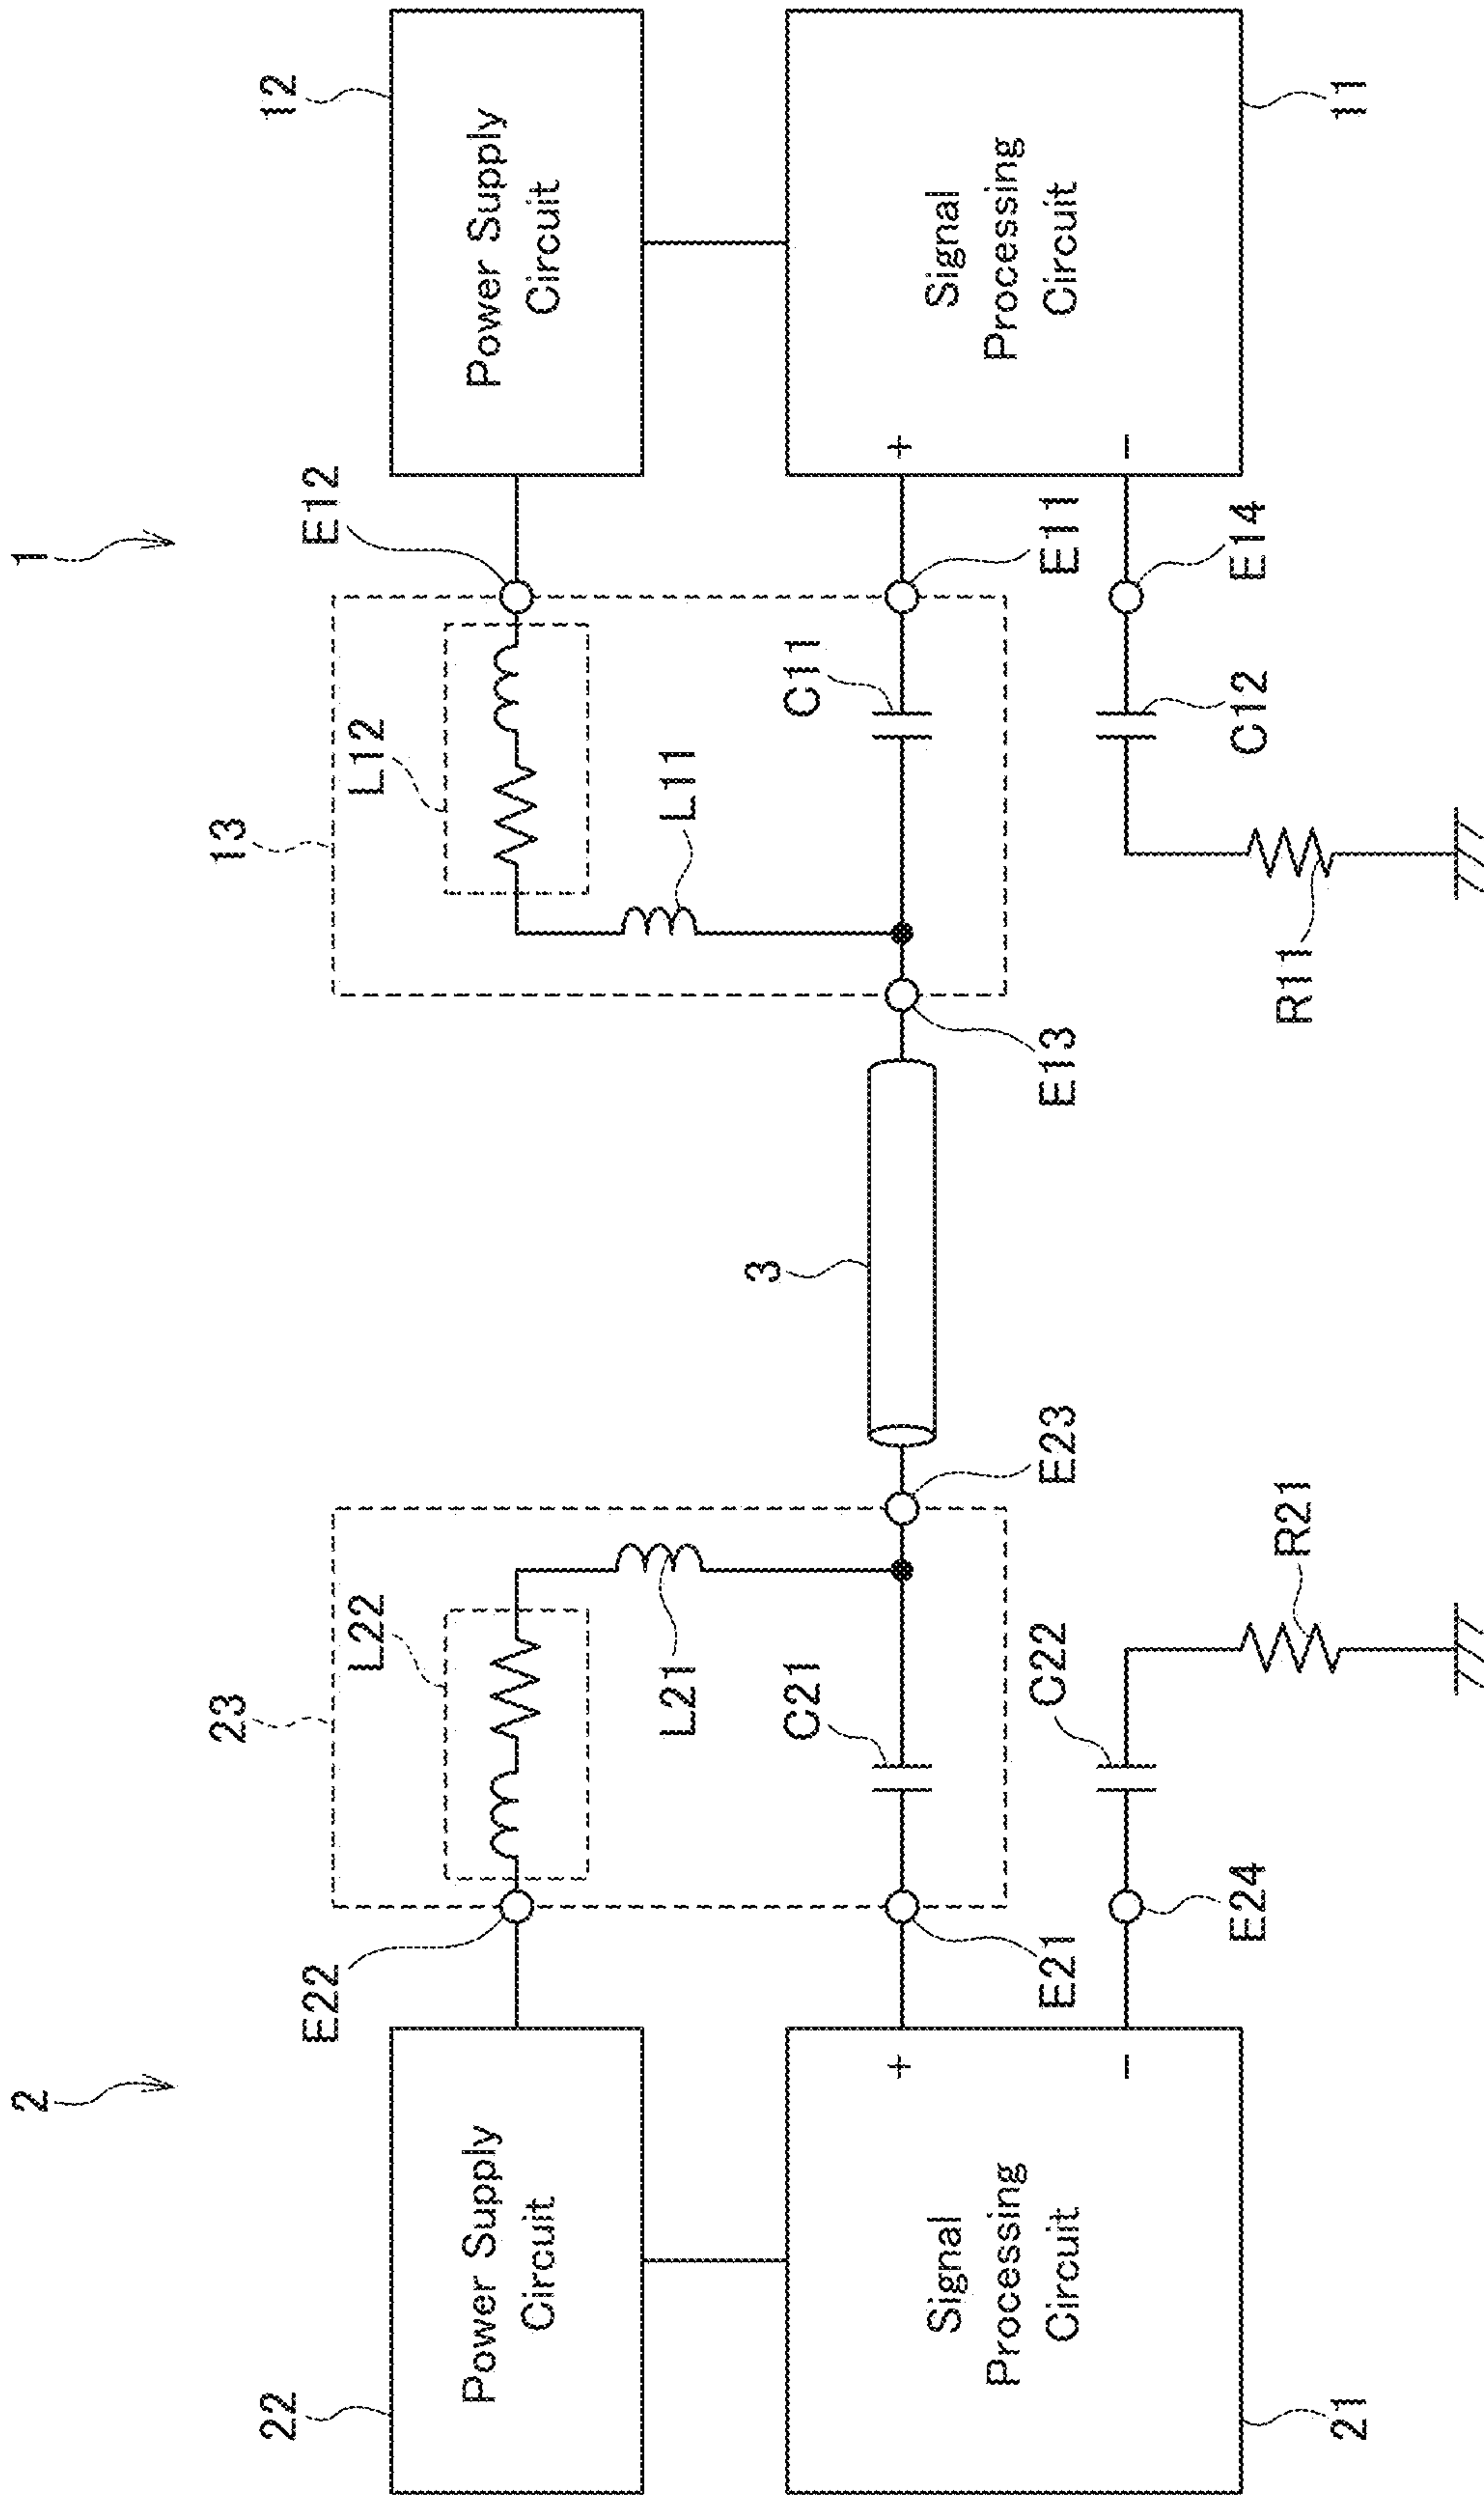 2
1
22
Power Supply
Circuit
E22
23
L22
L21
C21
E21
Signal
Processing
Circuit
+
−
21
E24
C22
R21
E23
3
E13
13
L12
L11
C11
E12
E11
12
Power Supply
Circuit
Signal
Processing
Circuit
+
−
11
E14
C12
R11